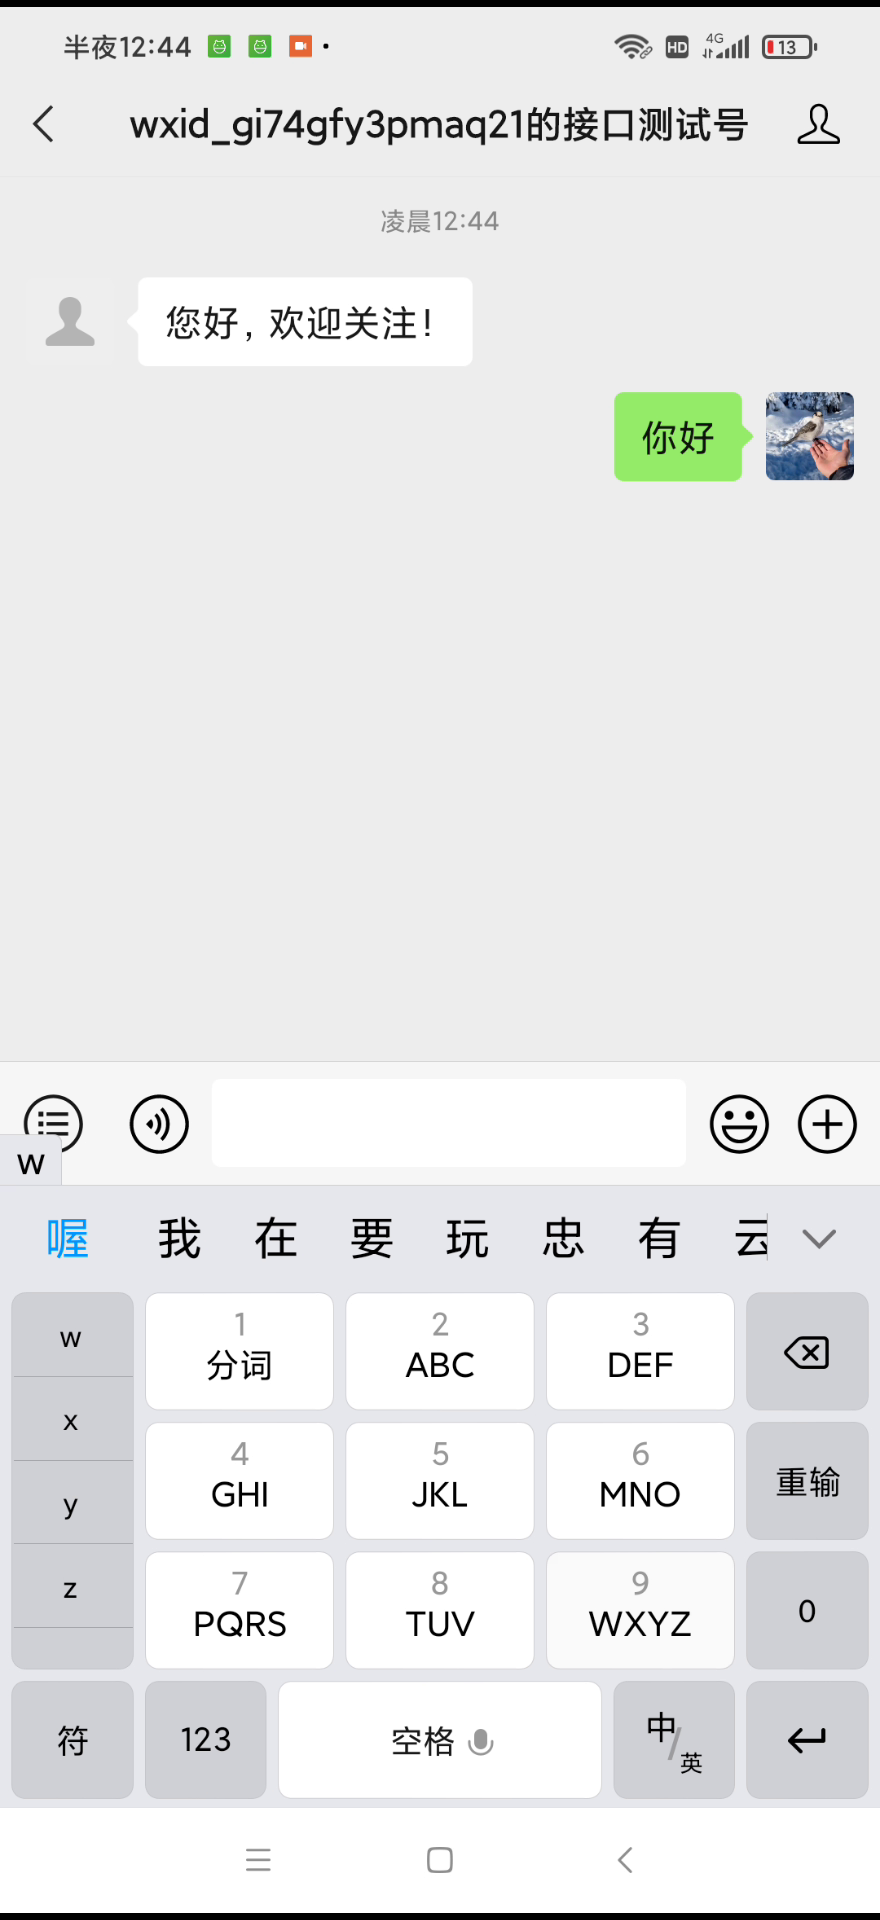 半夜12:44
HD
4G
13
wxid_gi74gfy3pmaq21的接口测试号
凌晨12:44
您好，欢迎关注！
你好
w
喔 我 在 要 玩 忠 有 云
w
x
y
z
1
分词
2
ABC
3
DEF
4
GHI
5
JKL
6
MNO
重输
7
PQRS
8
TUV
9
WXYZ
0
符
123
空格
中/英